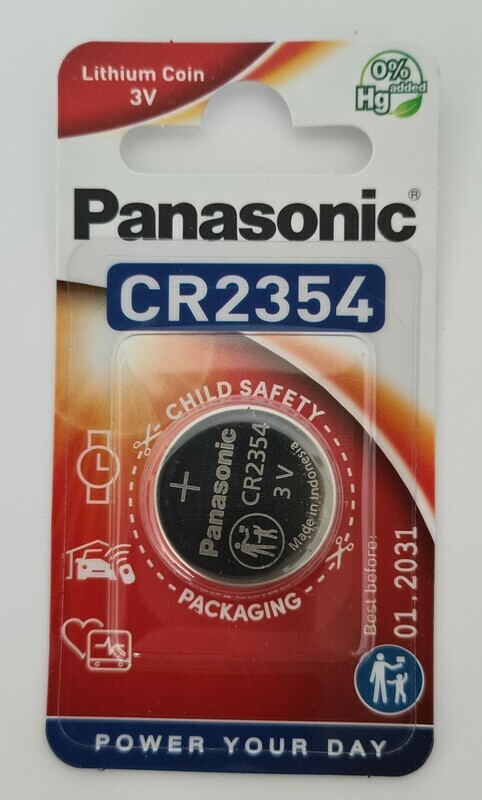 Lithium Coin
3V
0%
Hg added
Panasonic®
CR2354
CHILD SAFETY
Panasonic
CR2354
3 V
Made in Indonesia
PACKAGING
Best before:
01.2031
POWER YOUR DAY